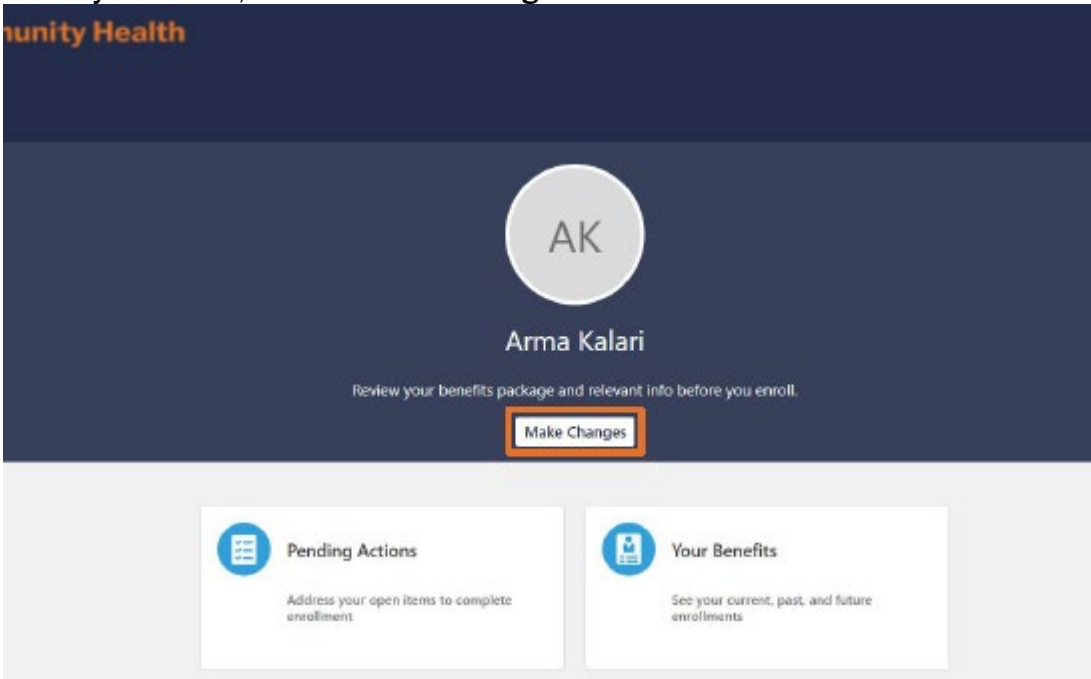 munity Health
AK
Arma Kalari
Review your benefits package and relevant info before you enroll.
Make Changes
Pending Actions
Address your open items to complete
enrollment
Your Benefits
See your current, past, and future
enrollments